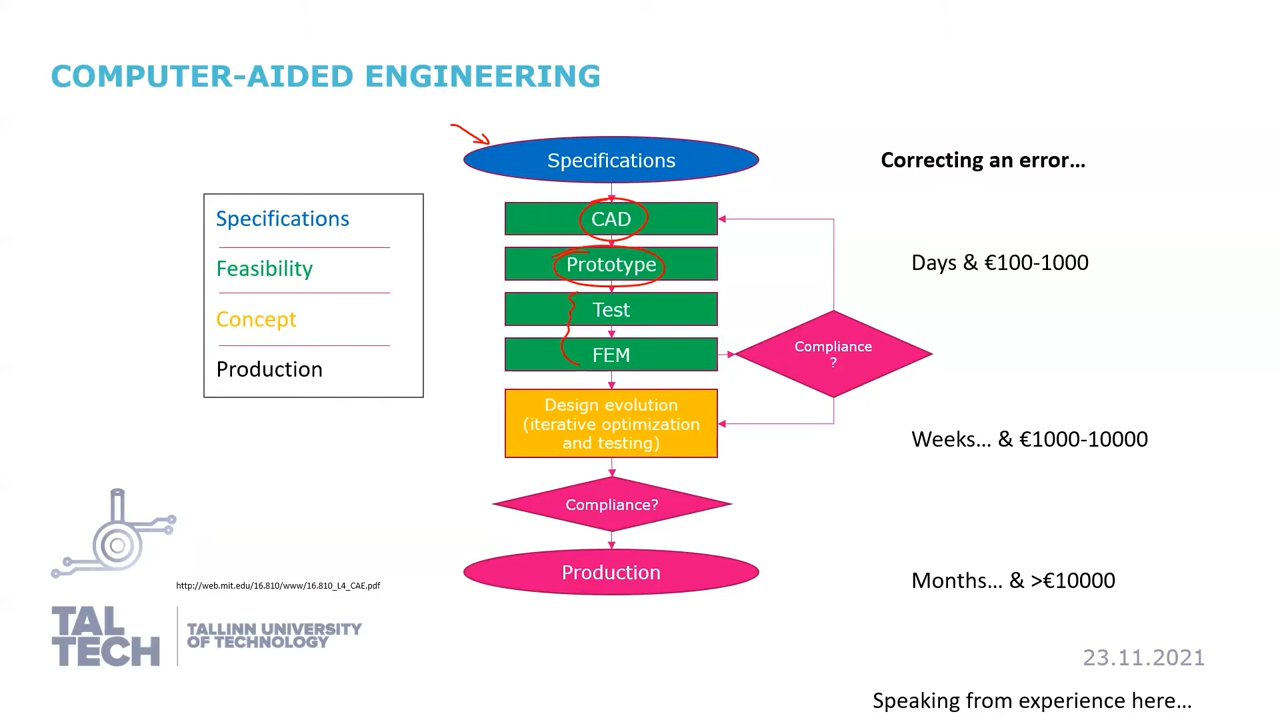 COMPUTER-AIDED ENGINEERING
Specifications
Feasibility
Concept
Production
Specifications
CAD
Prototype
Test
FEM
Design evolution
(iterative optimization
and testing)
Compliance?
Production
Compliance
?
Correcting an error…
Days & €100-1000
Weeks… & €1000-10000
Months… & >€10000
http://web.mit.edu/16.810/www/16.810_L4_CAE.pdf
TAL
TECH
TALLINN UNIVERSITY
OF TECHNOLOGY
23.11.2021
Speaking from experience here…